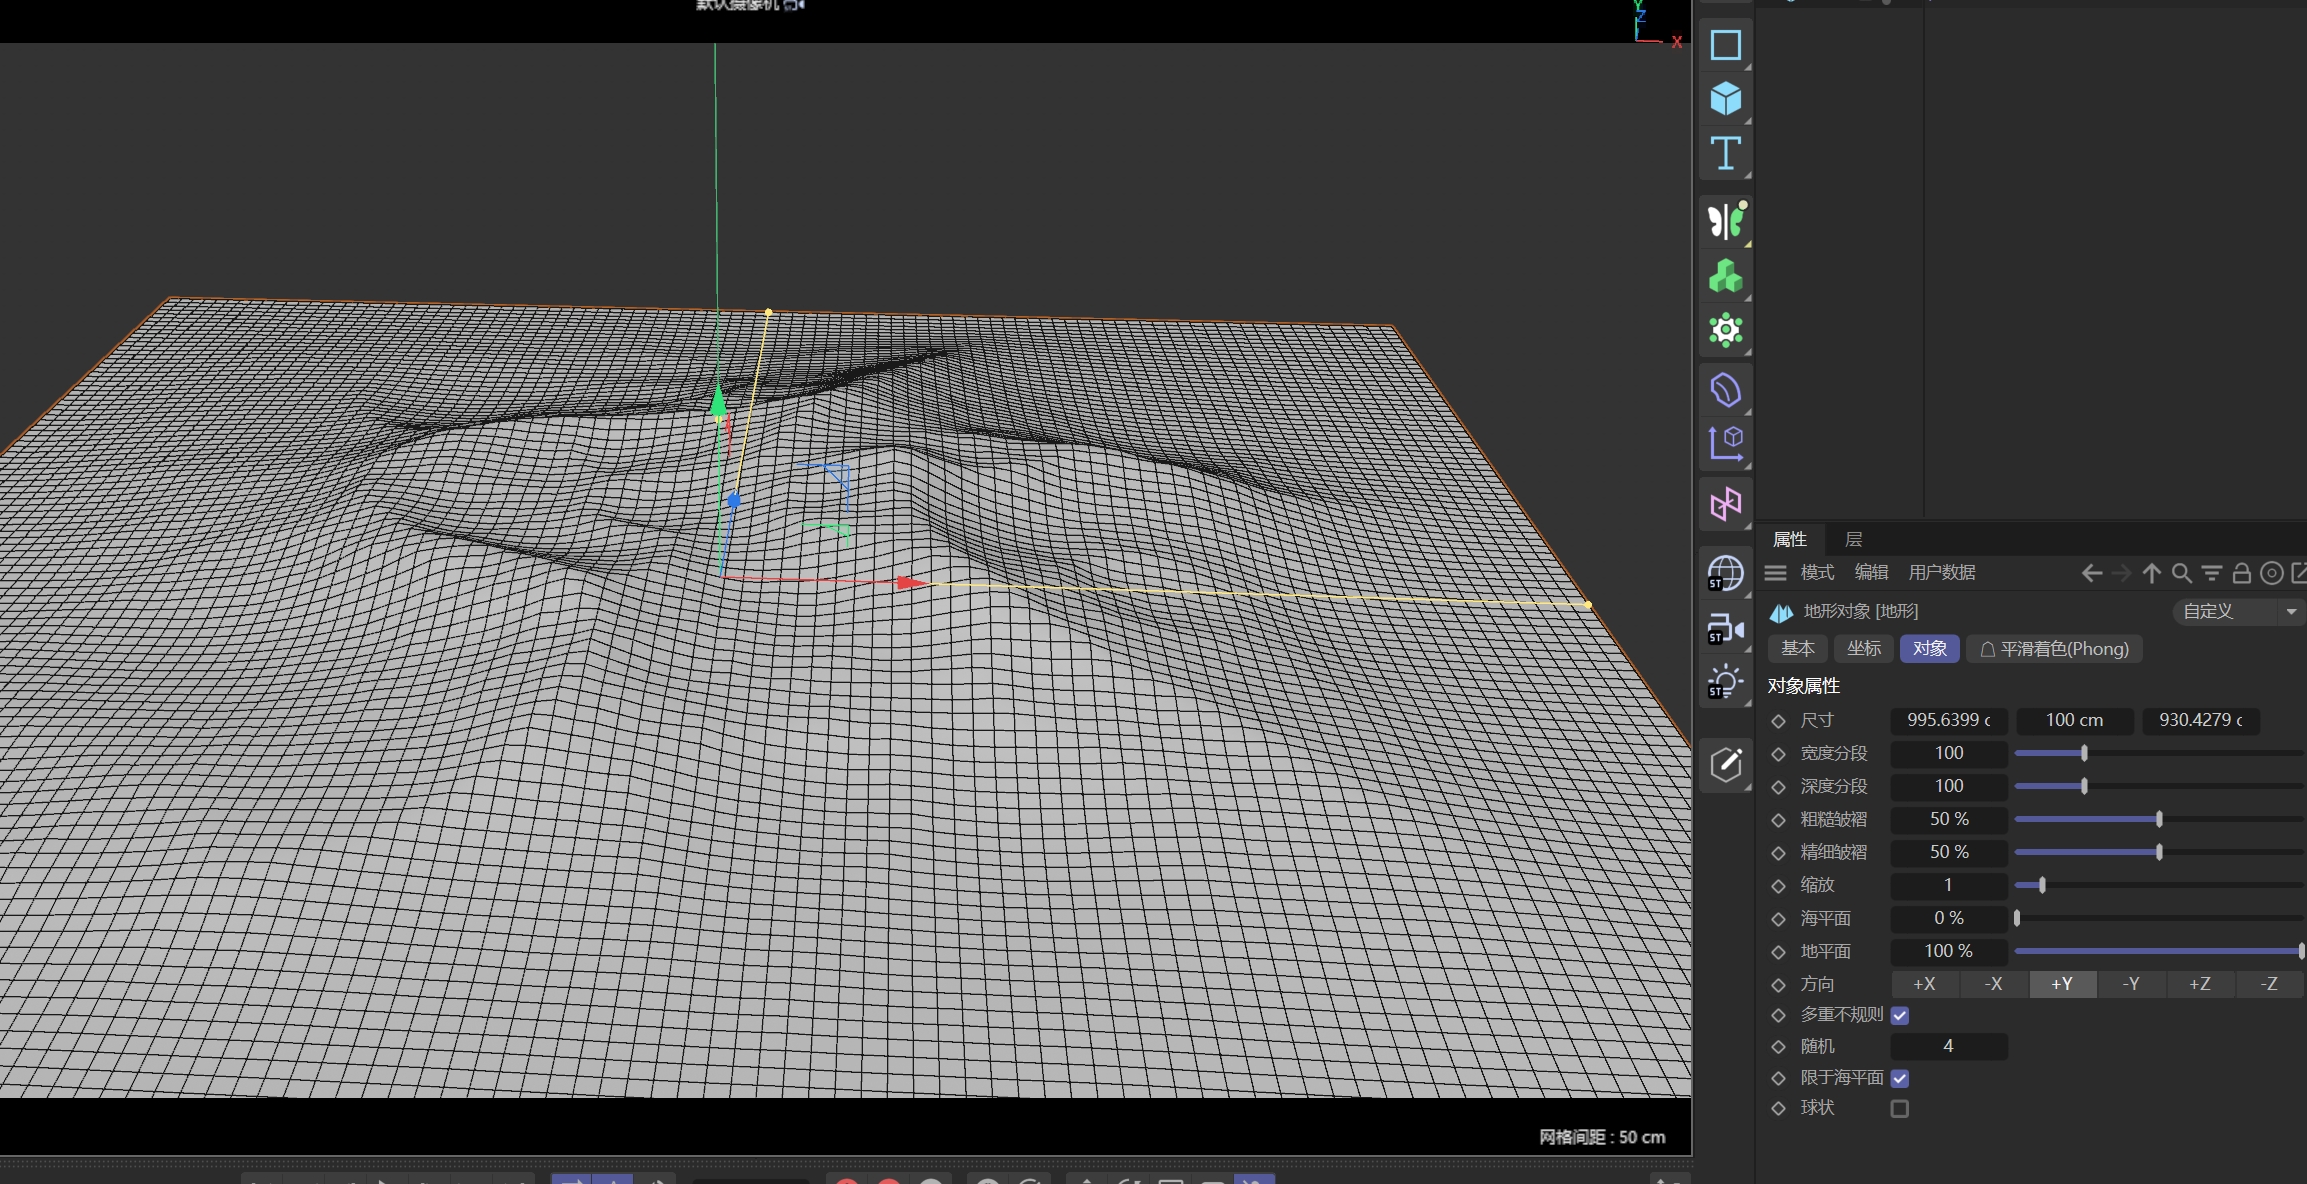 默认摄像机
Y
Z
X
T
ST
ST
ST
网格间距 : 50 cm
属性 层
模式 编辑 用户数据
地形对象 [地形] 自定义
基本 坐标 对象 平滑着色(Phong)
对象属性
尺寸 995.6399 c 100 cm 930.4279 c
宽度分段 100
深度分段 100
粗糙皱褶 50 %
精细皱褶 50 %
缩放 1
海平面 0 %
地平面 100 %
方向 +X -X +Y -Y +Z -Z
多重不规则
随机 4
限于海平面
球状